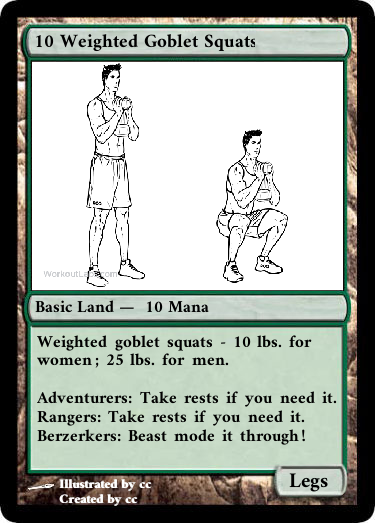 10 Weighted Goblet Squats
Basic Land — 10 Mana
Weighted goblet squats - 10 lbs. for
women; 25 lbs. for men.
Adventurers: Take rests if you need it.
Rangers: Take rests if you need it.
Berzerkers: Beast mode it through!
Legs
Illustrated by cc
Created by cc